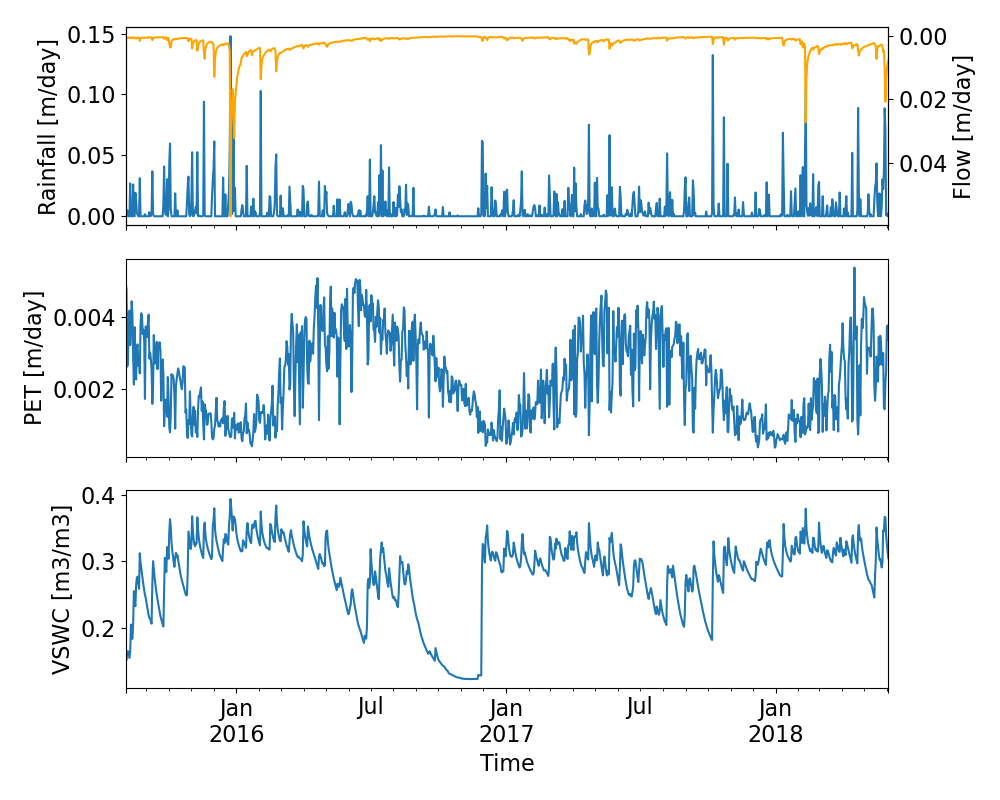 Rainfall [m/day]
0.15
0.10
0.05
0.00
0.00
0.02
0.04
Flow [m/day]
PET [m/day]
0.004
0.002
VSWC [m3/m3]
0.4
0.3
0.2
Jan
2016
Jul
Jan
2017
Jul
Jan
2018
Time